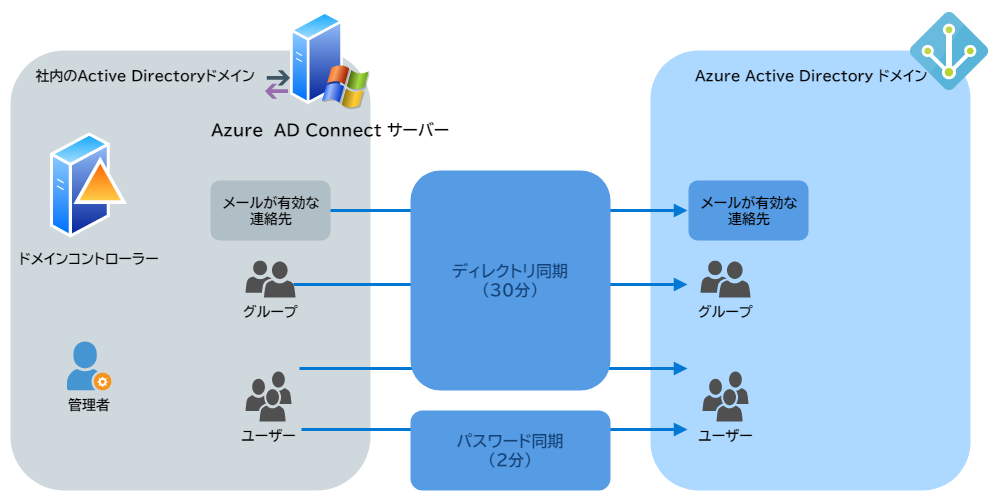 社内のActive Directoryドメイン
Azure AD Connect サーバー
Azure Active Directory ドメイン
ドメインコントローラー
管理者
メールが有効な
連絡先
グループ
ユーザー
ディレクトリ同期
（30分）
パスワード同期
（2分）
メールが有効な
連絡先
グループ
ユーザー